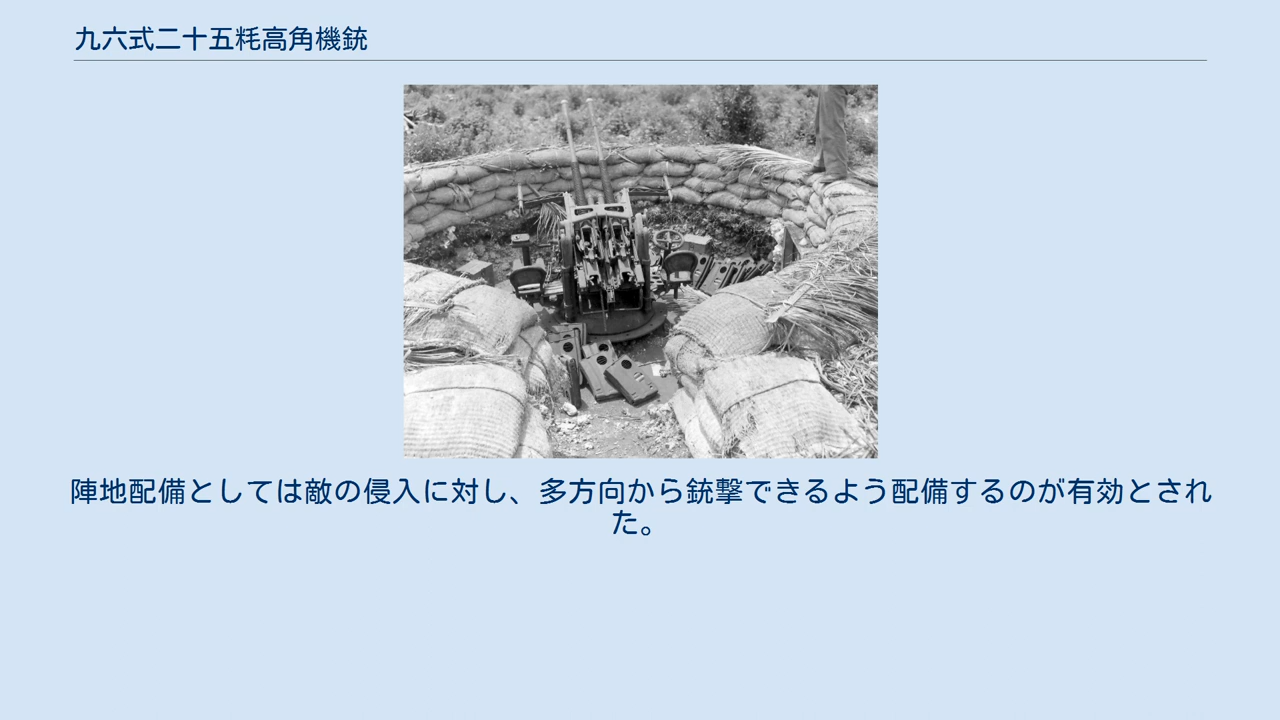 九六式二十五粍高角機銃
陣地配備としては敵の侵入に対し、多方向から銃撃できるよう配備するのが有効とされ
た。